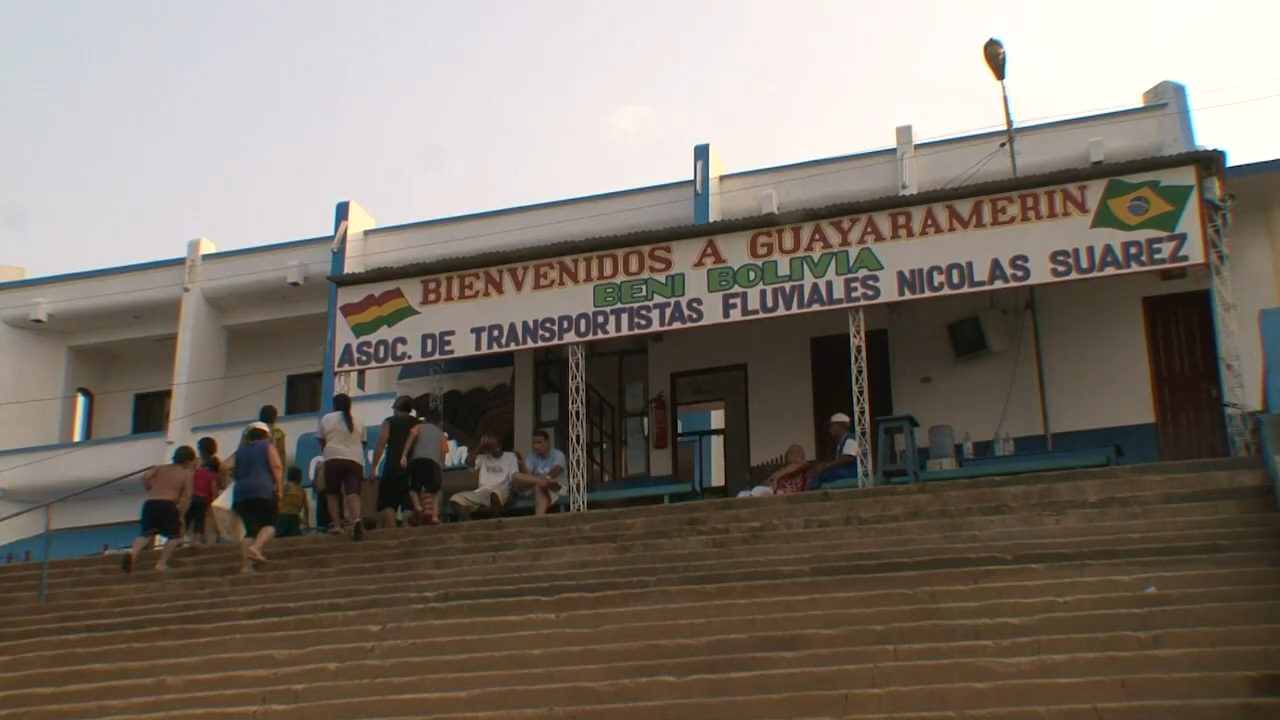 BIENVENIDOS A GUAYARAMERIN
BENI BOLIVIA
ASOC. DE TRANSPORTISTAS FLUVIALES NICOLAS SUAREZ